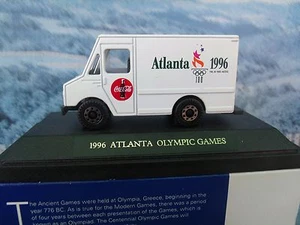 Atlanta 1996
Coca-Cola
1996 ATLANTA OLYMPIC GAMES
The Ancient Games were held at Olympia, Greece, beginning in
year 776 BC. As is true for the Modern Games, there was a period
of four years between each presentation of the Games, which is
known as an Olympiad. The Centennial Olympic Games will